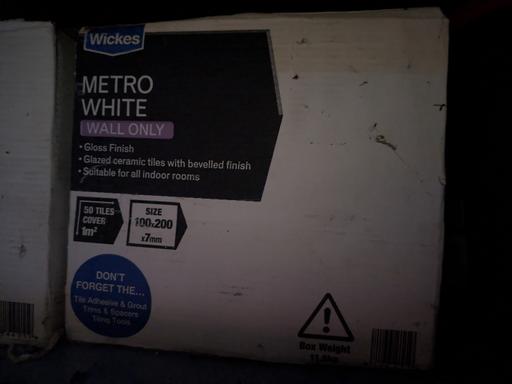 Wickes
METRO
WHITE
WALL ONLY
• Gloss Finish
• Glazed ceramic tiles with bevelled finish
• Suitable for all indoor rooms
50 TILES
COVER
1m²
SIZE
100x200
x7mm
DON'T
FORGET THE...
Tile Adhesive & Grout
Trims & Spacers
Tiling Tools
Box Weight